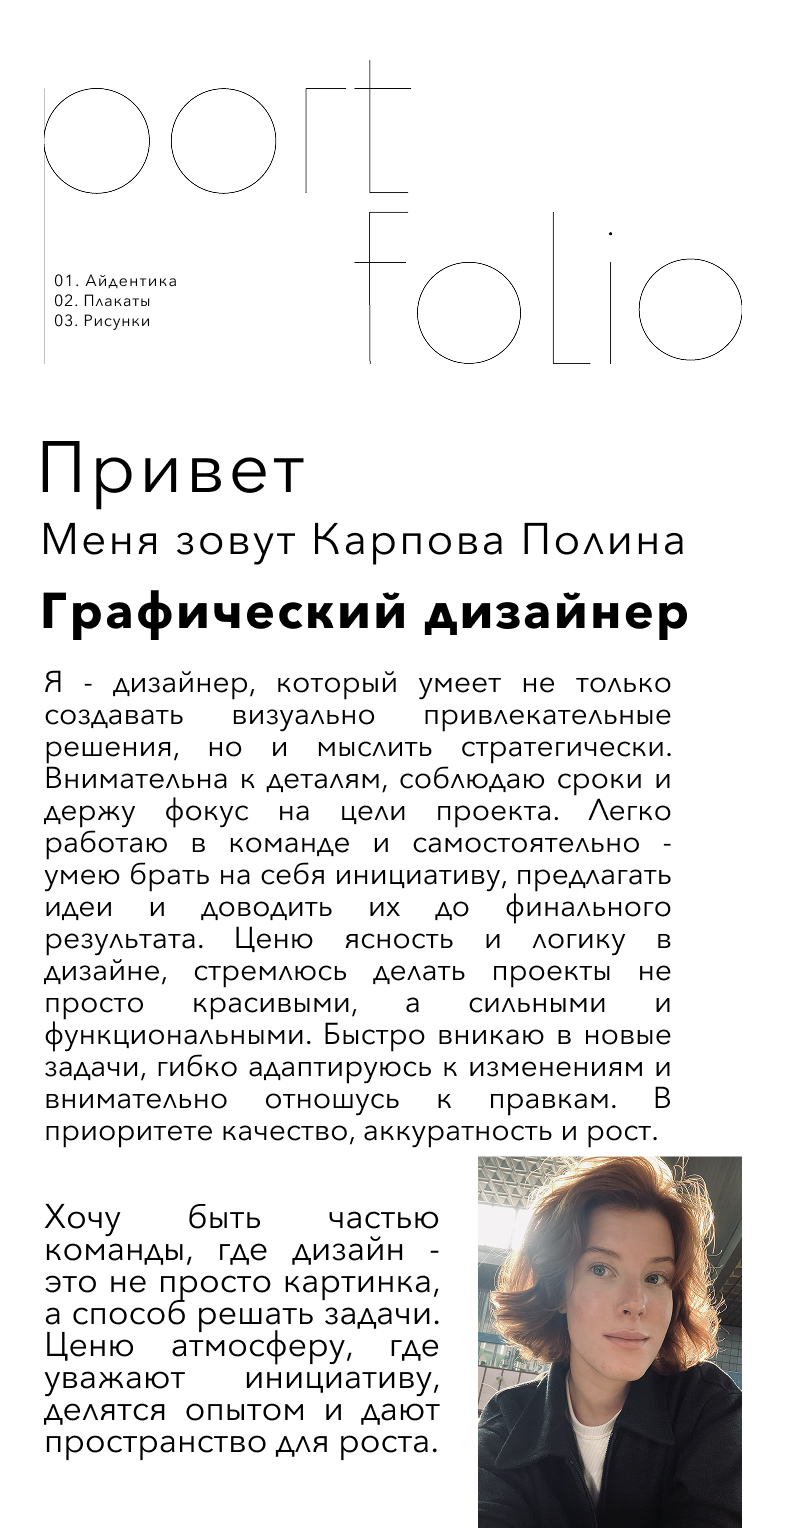 port
folio
01. Айдентика
02. Плакаты
03. Рисунки
Привет
Меня зовут Карпова Полина
Графический дизайнер
Я - дизайнер, который умеет не только
создавать визуально привлекательные
решения, но и мыслить стратегически.
Внимательна к деталям, соблюдаю сроки и
держу фокус на цели проекта. Легко
работаю в команде и самостоятельно -
умею брать на себя инициативу, предлагать
идеи и доводить их до финального
результата. Ценю ясность и логику в
дизайне, стремлюсь делать проекты не
просто красивыми, а сильными и
функциональными. Быстро вникаю в новые
задачи, гибко адаптируюсь к изменениям и
внимательно отношусь к правкам. В
приоритете качество, аккуратность и рост.
Хочу быть частью
команды, где дизайн -
это не просто картинка,
а способ решать задачи.
Ценю атмосферу, где
уважают инициативу,
делятся опытом и дают
пространство для роста.